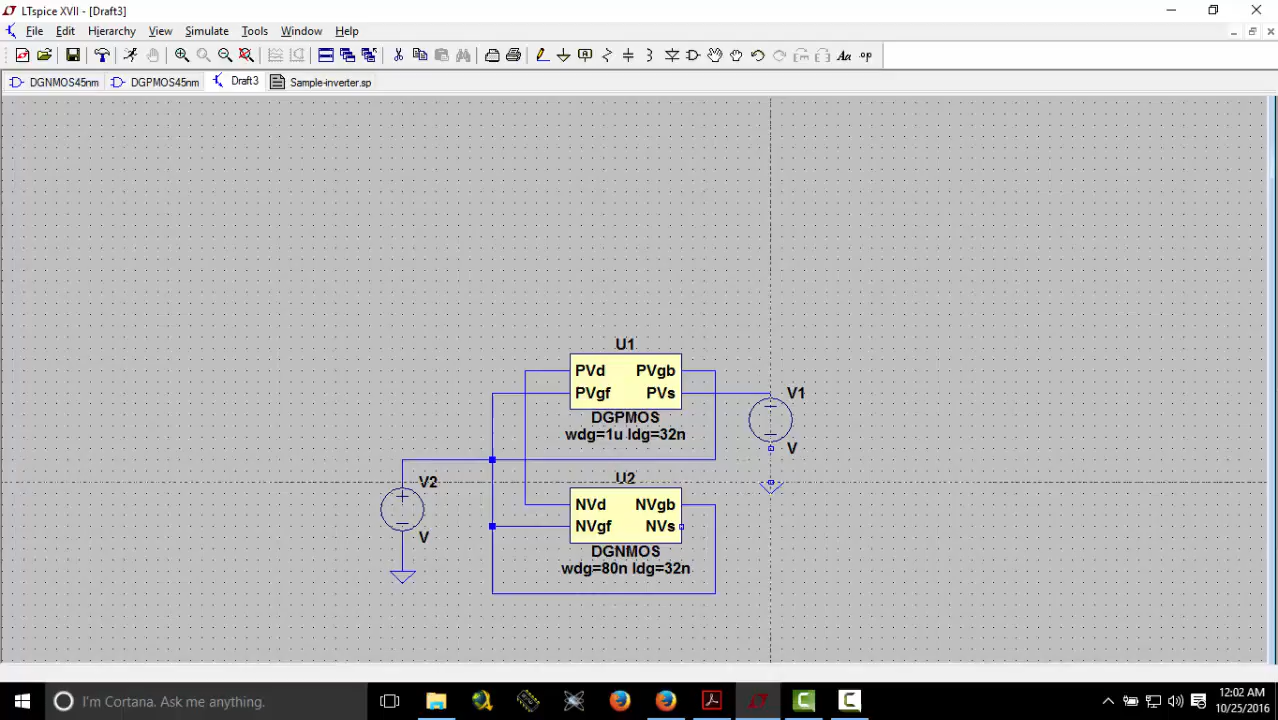 LTspice XVII - [Draft3]
File Edit Hierarchy View Simulate Tools Window Help
DGNMOS45nm DGPMOS45nm Draft3 Sample-inverter.sp
U1
PVd PVgb
PVgf PVs
DGPMOS
wdg=1u ldg=32n
V1
V
U2
NVd NVgb
NVgf NVs
DGNMOS
wdg=80n ldg=32n
V2
V
I'm Cortana. Ask me anything.
12:02 AM
10/25/2016